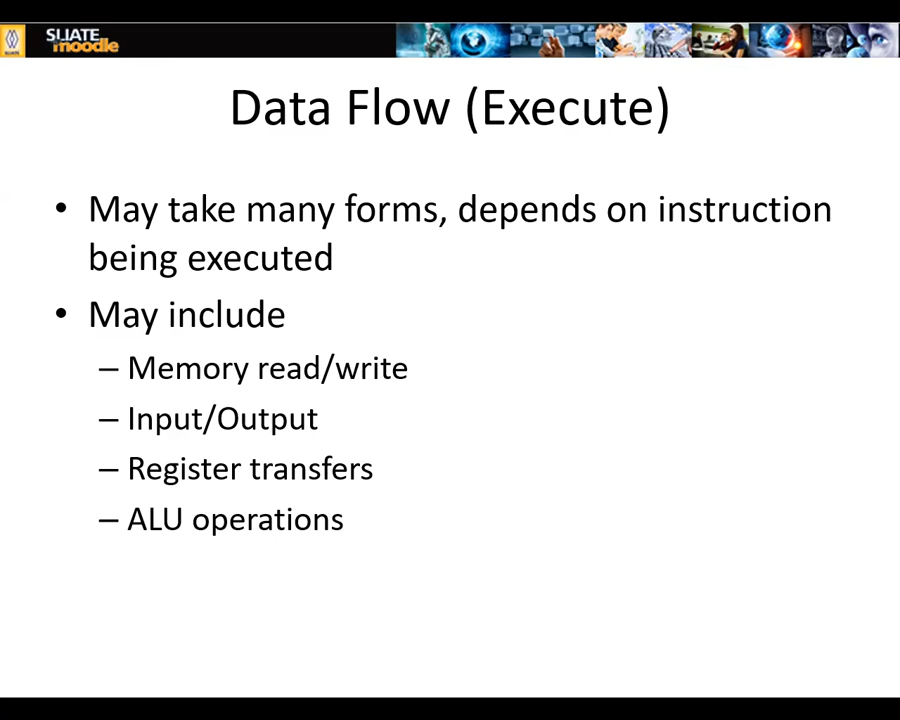 SLIATE
moodle
Data Flow (Execute)
• May take many forms, depends on instruction
being executed
• May include
– Memory read/write
– Input/Output
– Register transfers
– ALU operations